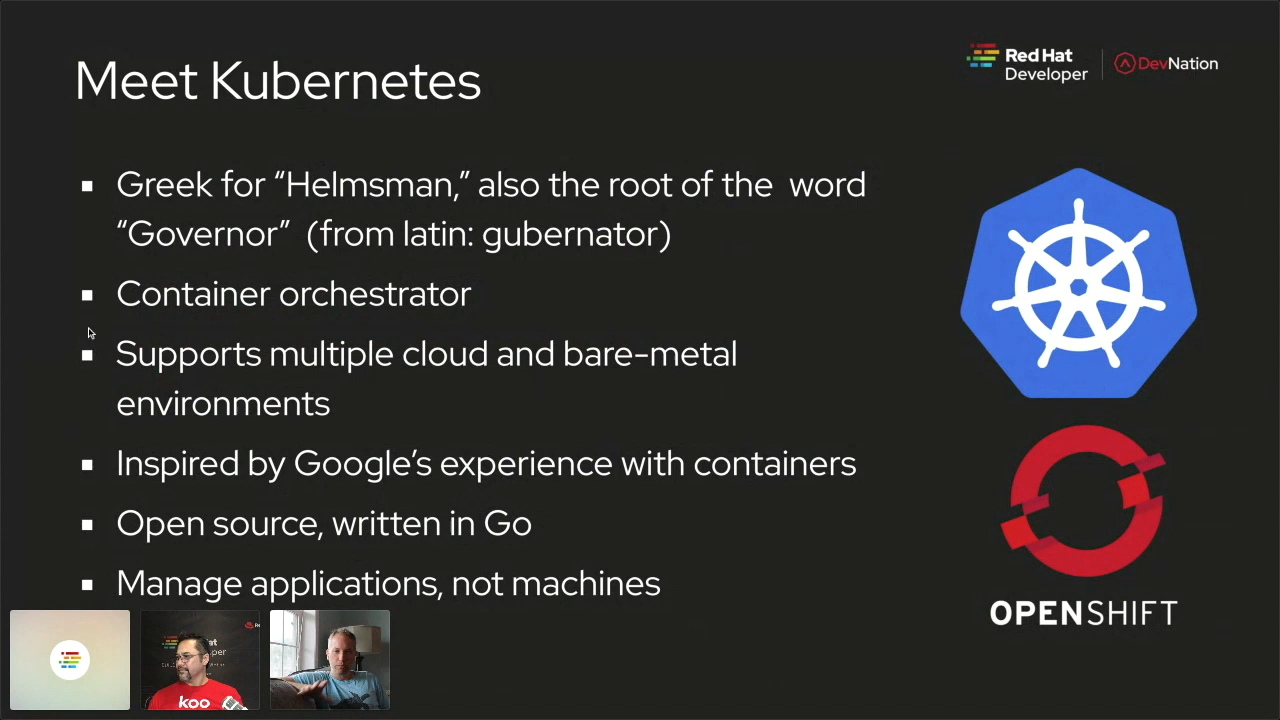 Meet Kubernetes
Red Hat
Developer
DevNation
▪ Greek for “Helmsman,” also the root of the word
“Governor” (from latin: gubernator)
▪ Container orchestrator
▪ Supports multiple cloud and bare-metal
environments
▪ Inspired by Google’s experience with containers
▪ Open source, written in Go
▪ Manage applications, not machines
OPENSHIFT
koo